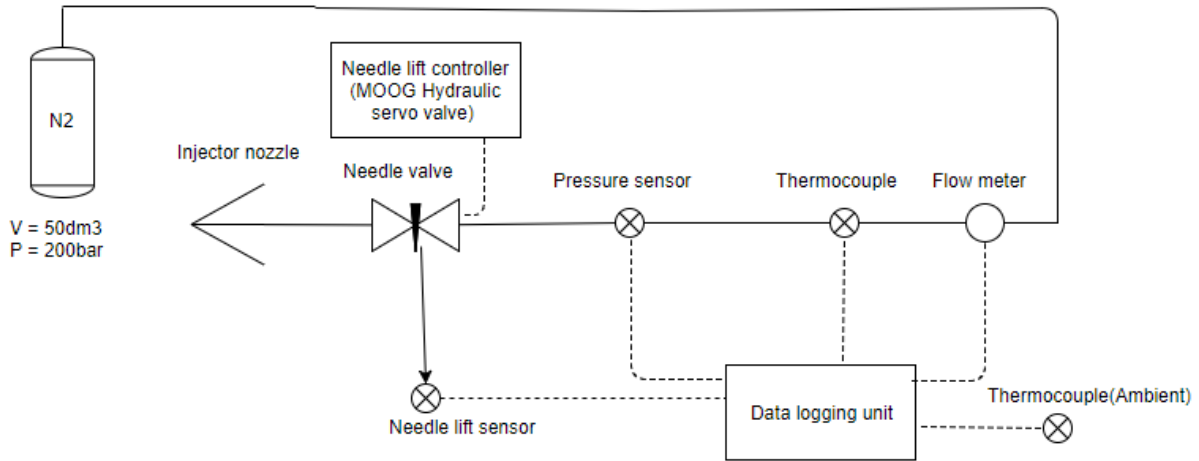 N2
V = 50dm3
P = 200bar
Needle lift controller
(MOOG Hydraulic
servo valve)
Injector nozzle
Needle valve
Pressure sensor
Thermocouple
Flow meter
Needle lift sensor
Data logging unit
Thermocouple(Ambient)